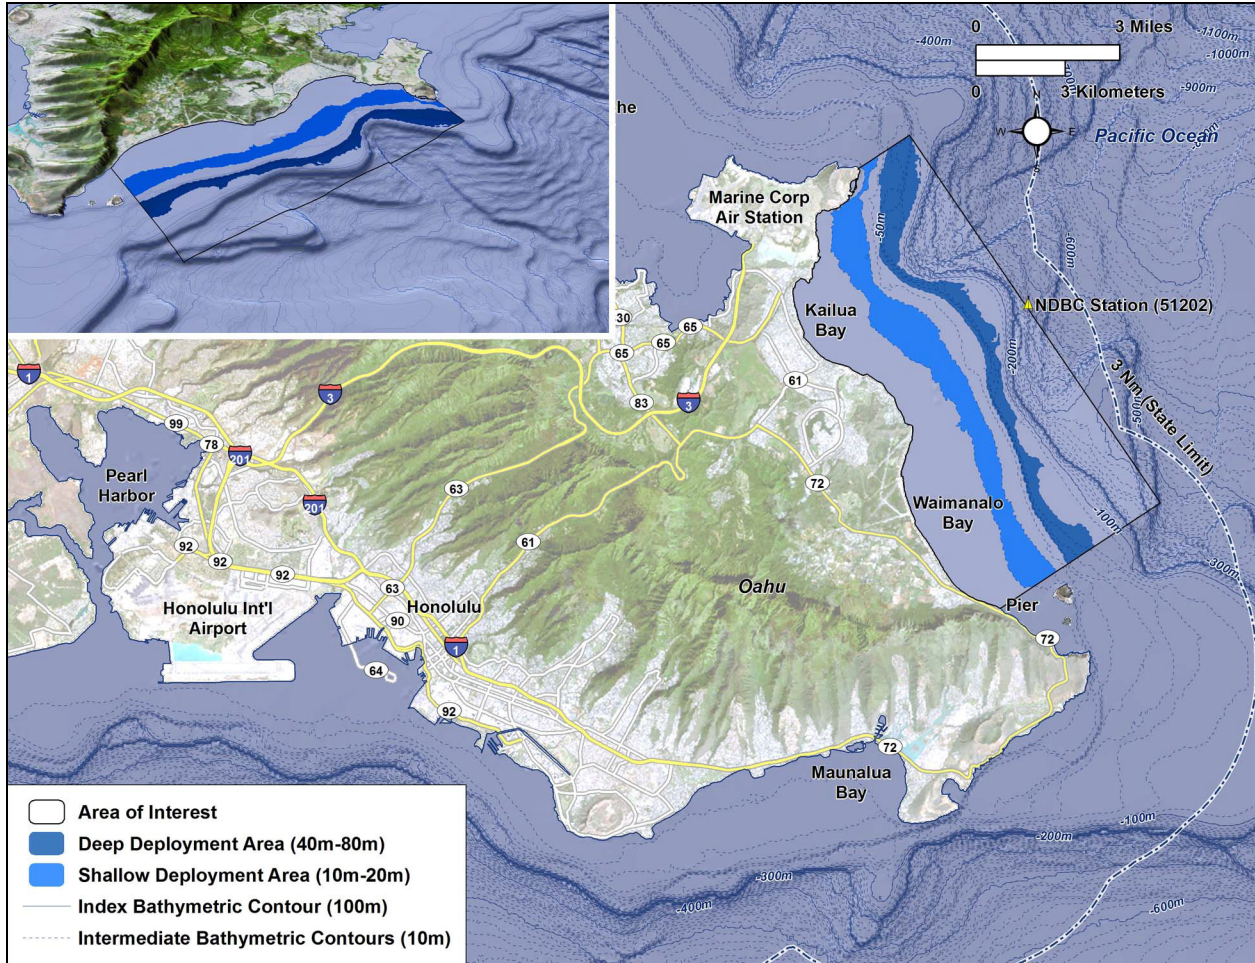 0 3 Miles
0 3 Kilometers
N
W E
S
-400m
-1100m
-1000m
-900m
Pacific Ocean
he
Marine Corp
Air Station
-50m
-600m
NDBC Station (51202)
Kailua
Bay
-200m
3 Nm (State Limit)
-500m
30
65
65
65
61
83
3
3
1
99
78
201
201
Pearl
Harbor
63
72
Waimanalo
Bay
-100m
-300m
61
92
92
92
63
Oahu
Honolulu Int'l
Airport
Honolulu
90
Pier
1
72
64
92
72
Maunalua
Bay
-100m
-200m
-300m
-400m
-600m
Area of Interest
Deep Deployment Area (40m-80m)
Shallow Deployment Area (10m-20m)
Index Bathymetric Contour (100m)
Intermediate Bathymetric Contours (10m)